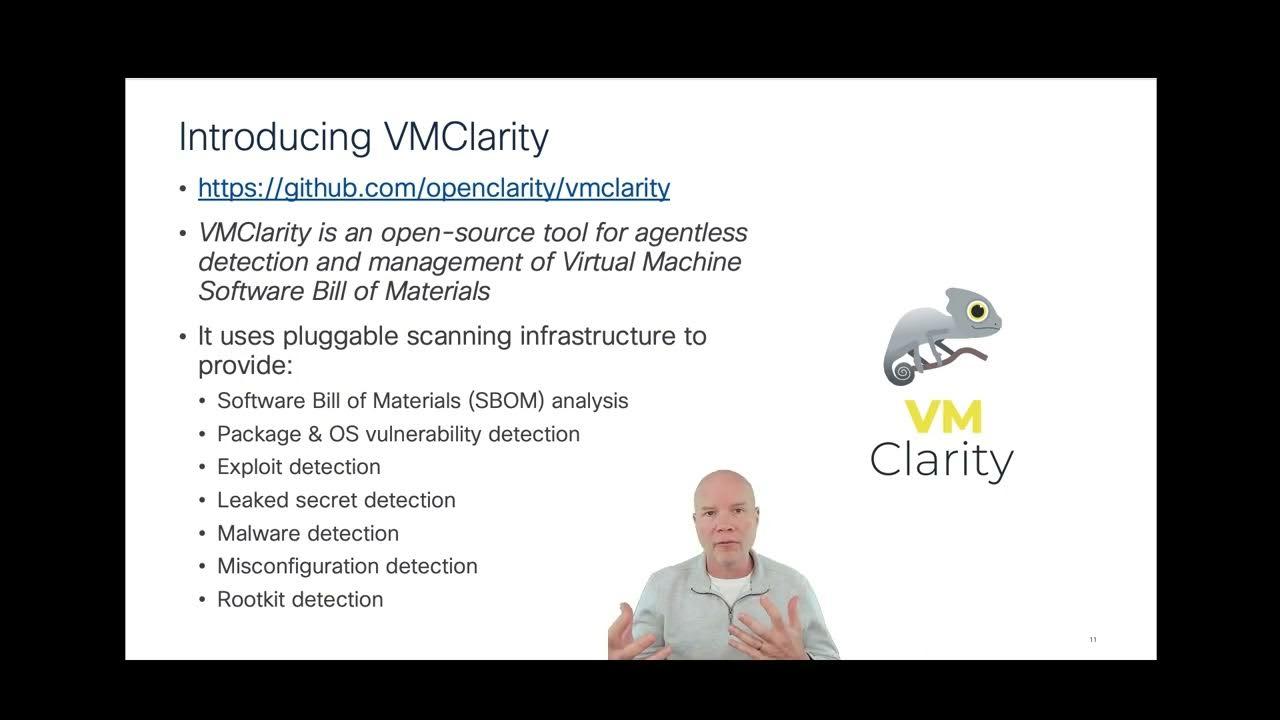 Introducing VMClarity
• https://github.com/openclarity/vmclarity
• VMClarity is an open-source tool for agentless
detection and management of Virtual Machine
Software Bill of Materials
• It uses pluggable scanning infrastructure to
provide:
• Software Bill of Materials (SBOM) analysis
• Package & OS vulnerability detection
• Exploit detection
• Leaked secret detection
• Malware detection
• Misconfiguration detection
• Rootkit detection
VM
Clarity
11